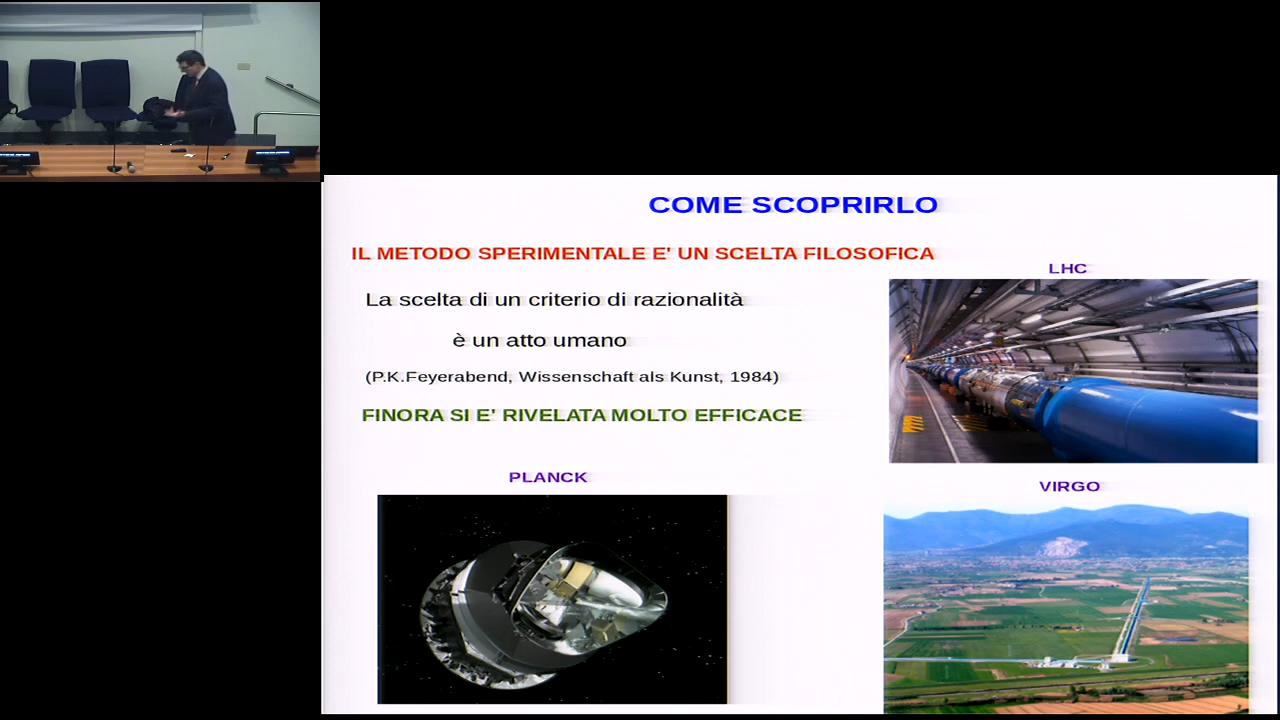 COME SCOPRIRLO
IL METODO SPERIMENTALE E' UN SCELTA FILOSOFICA
LHC
La scelta di un criterio di razionalità
è un atto umano
(P.K.Feyerabend, Wissenschaft als Kunst, 1984)
FINORA SI E' RIVELATA MOLTO EFFICACE
PLANCK
VIRGO